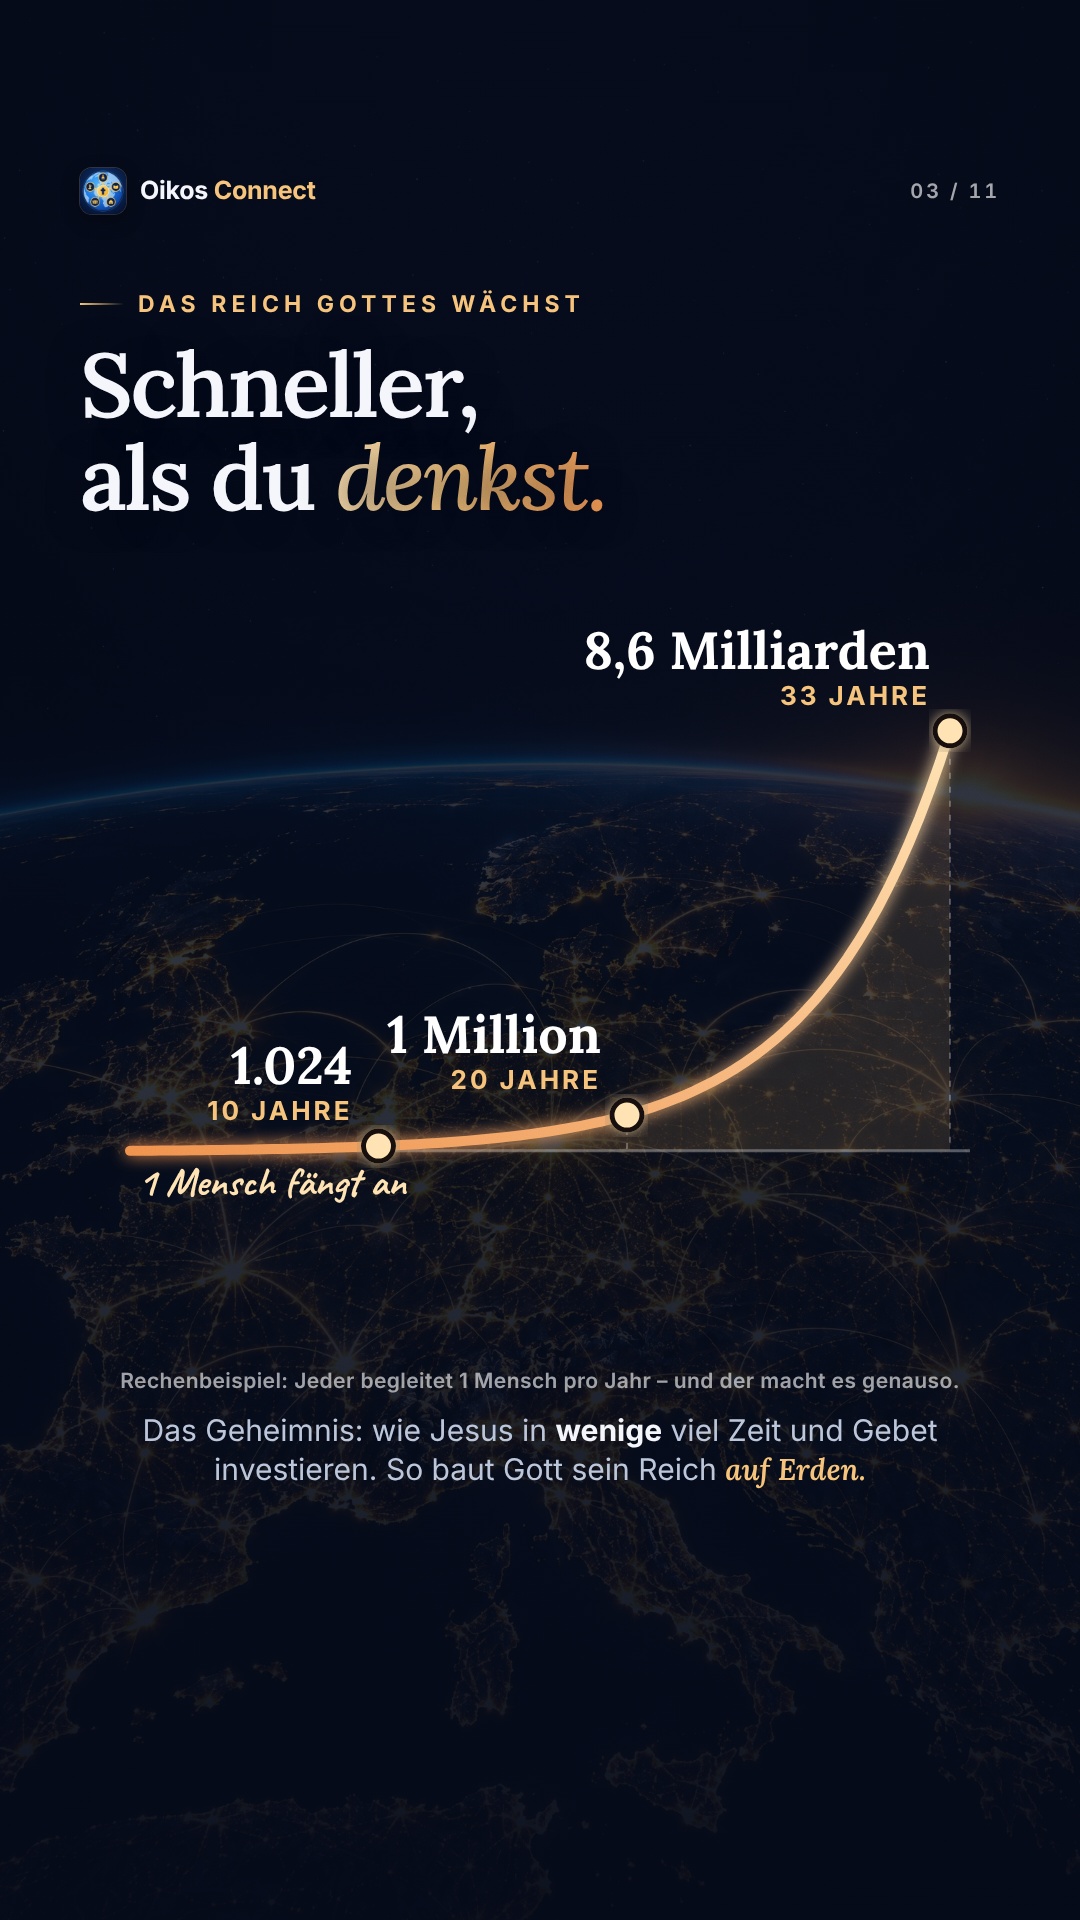 Oikos Connect
03 / 11
DAS REICH GOTTES WÄCHST
Schneller,
als du denkst.
8,6 Milliarden
33 JAHRE
1 Million
20 JAHRE
1.024
10 JAHRE
1 Mensch fängt an
Rechenbeispiel: Jeder begleitet 1 Mensch pro Jahr – und der macht es genauso.
Das Geheimnis: wie Jesus in wenige viel Zeit und Gebet
investieren. So baut Gott sein Reich auf Erden.